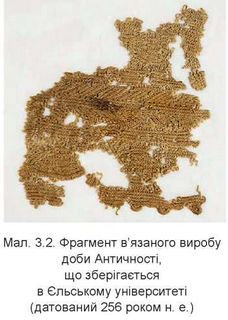 Мал. 3.2. Фрагмент в'язаного виробу
доби Античності,
що зберігається
в Єльському університеті
(датований 256 роком н. е.)